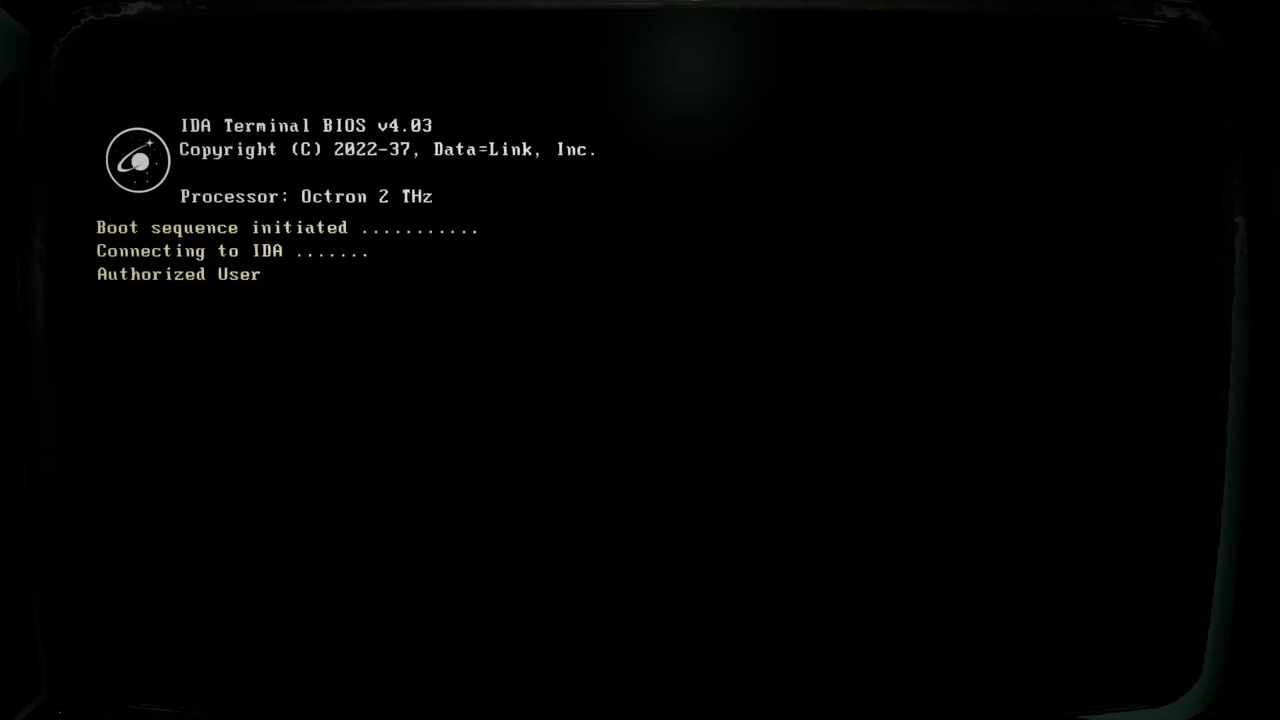 IDA Terminal BIOS v4.03
Copyright (C) 2022-37, Data=Link, Inc.
Processor: Octron 2 THz
Boot sequence initiated ...........
Connecting to IDA .......
Authorized User